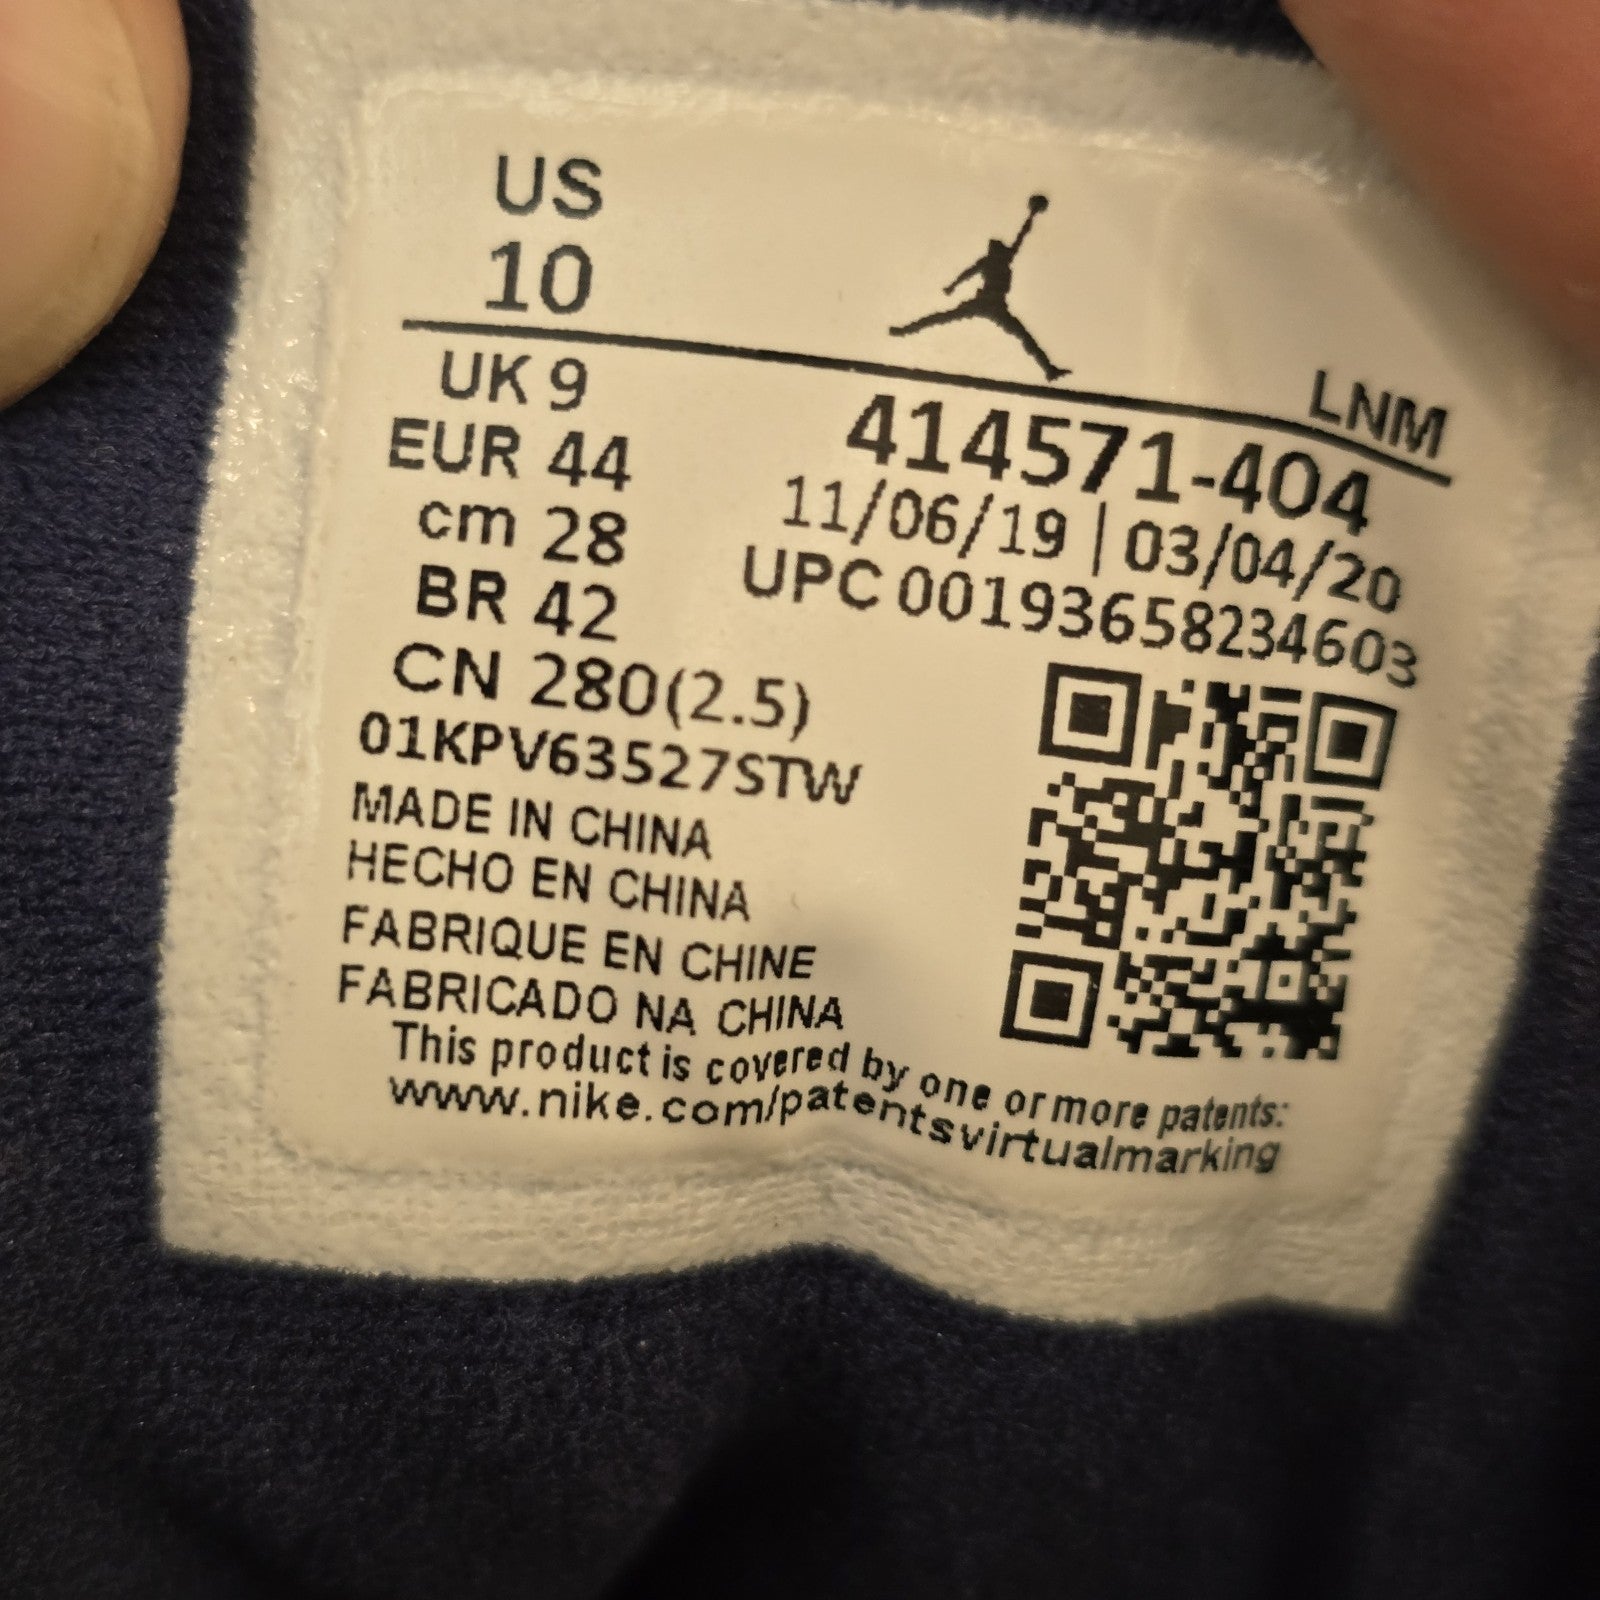 US
10
LNM
UK 9
EUR 44
cm 28
BR 42
CN 280(2.5)
414571-404
11/06/19 | 03/04/20
UPC 00193658234603
01KPV63527STW
MADE IN CHINA
HECHO EN CHINA
FABRIQUE EN CHINE
FABRICADO NA CHINA
This product is covered by one or more patents:
www.nike.com/patentsvirtualmarking